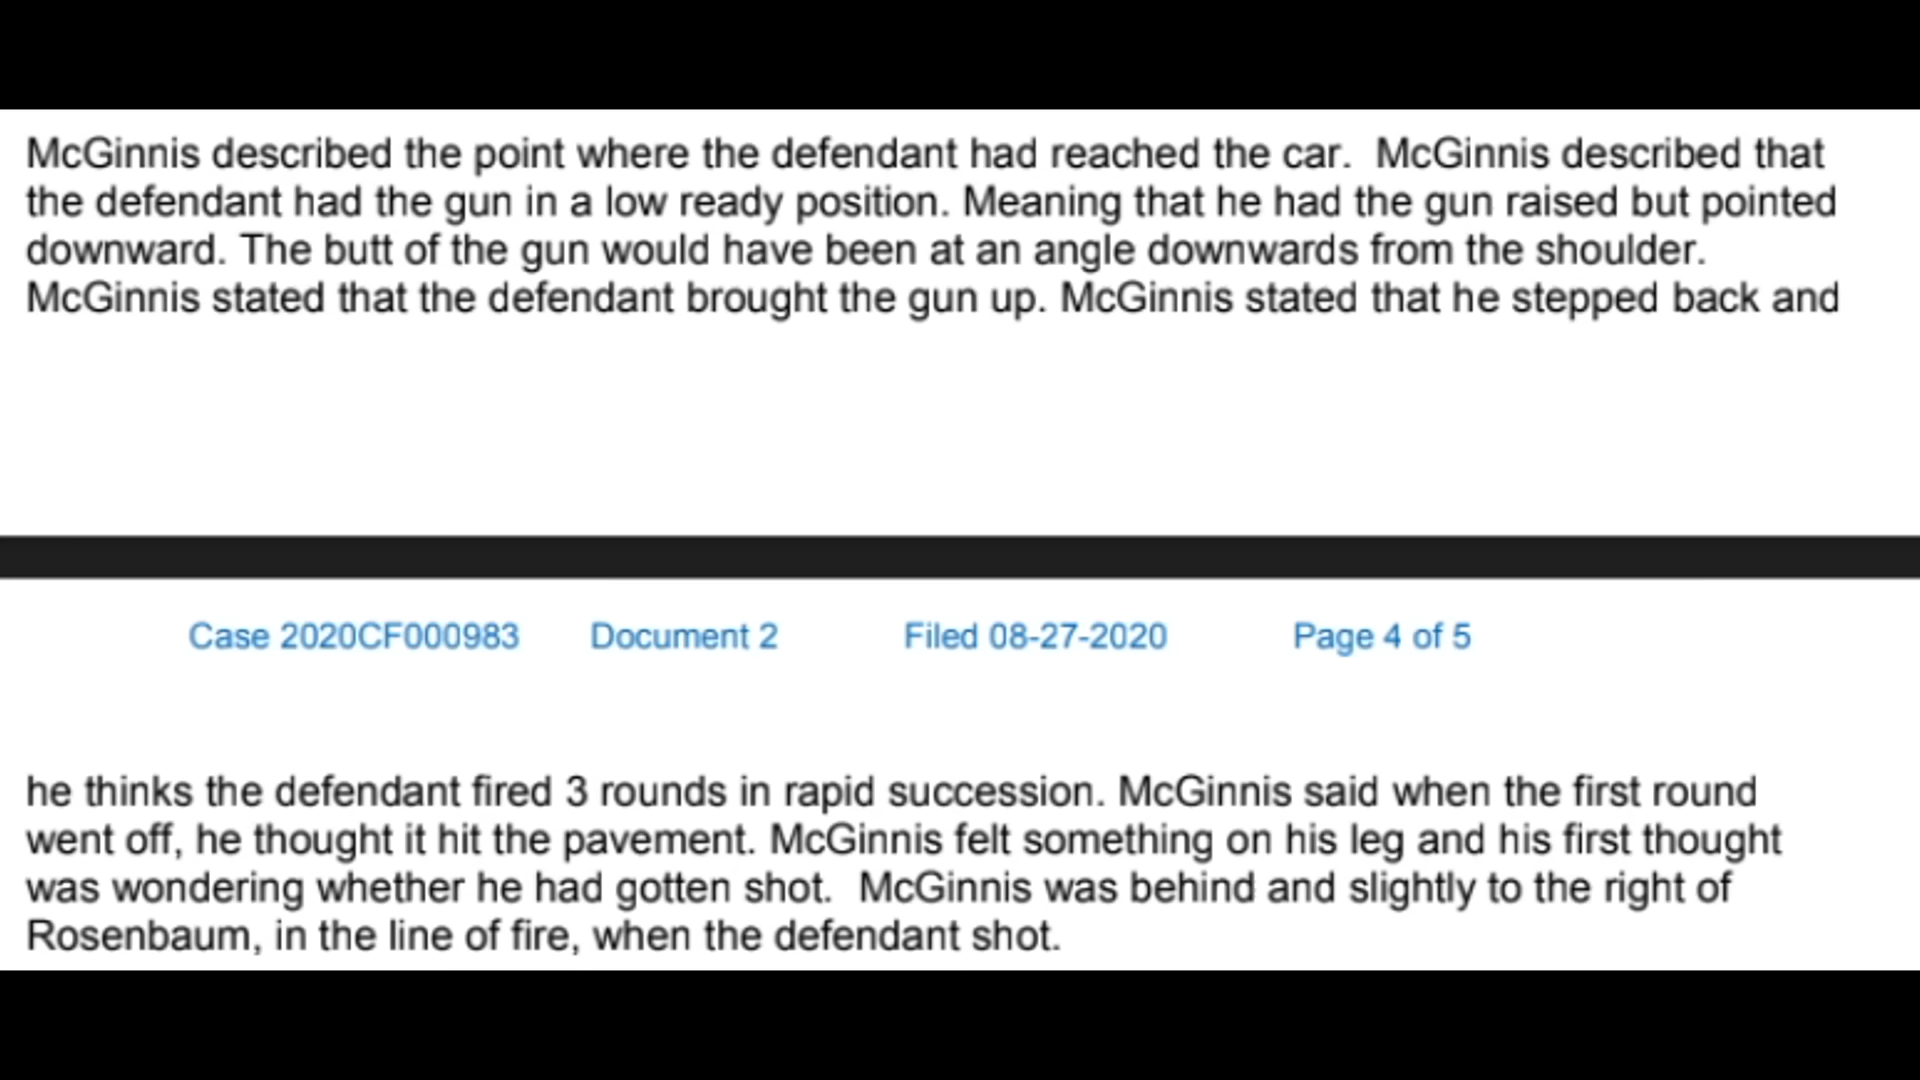 McGinnis described the point where the defendant had reached the car.  McGinnis described that
the defendant had the gun in a low ready position. Meaning that he had the gun raised but pointed
downward. The butt of the gun would have been at an angle downwards from the shoulder.
McGinnis stated that the defendant brought the gun up. McGinnis stated that he stepped back and
Case 2020CF000983 Document 2 Filed 08-27-2020 Page 4 of 5
he thinks the defendant fired 3 rounds in rapid succession. McGinnis said when the first round
went off, he thought it hit the pavement. McGinnis felt something on his leg and his first thought
was wondering whether he had gotten shot.  McGinnis was behind and slightly to the right of
Rosenbaum, in the line of fire, when the defendant shot.